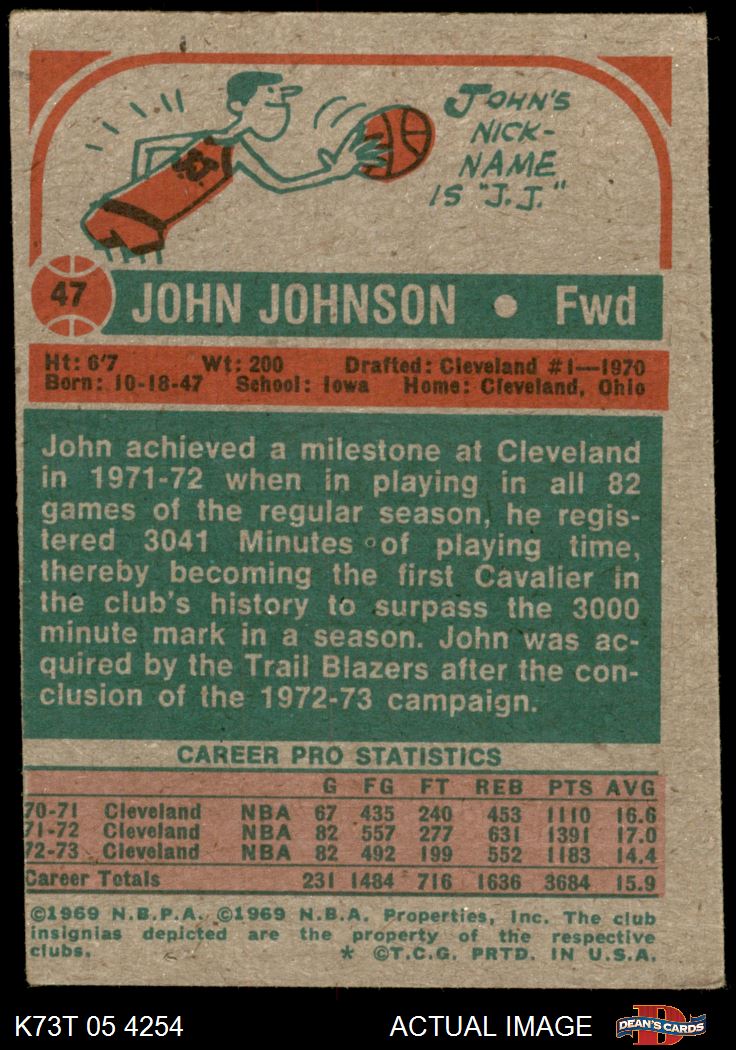 JOHN'S
NICK-
NAME
IS "J.J."
47 JOHN JOHNSON • Fwd
Ht: 6'7 Wt: 200 Drafted: Cleveland #1—1970
Born: 10-18-47 School: Iowa Home: Cleveland, Ohio
John achieved a milestone at Cleveland
in 1971-72 when in playing in all 82
games of the regular season, he regis-
tered 3041 Minutes of playing time,
thereby becoming the first Cavalier in
the club's history to surpass the 3000
minute mark in a season. John was ac-
quired by the Trail Blazers after the con-
clusion of the 1972-73 campaign.
CAREER PRO STATISTICS
G FG FT REB PTS AVG
70-71 Cleveland NBA 67 435 240 453 1110 16.6
71-72 Cleveland NBA 82 557 277 631 1391 17.0
72-73 Cleveland NBA 82 492 199 552 1183 14.4
Career Totals 231 1484 716 1636 3684 15.9
©1969 N.B.P.A. ©1969 N.B.A. Properties, Inc. The club
insignias depicted are the property of the respective
clubs. * ©T.C.G. PRTD. IN U.S.A.
K73T 05 4254 ACTUAL IMAGE D DEAN'S CARDS